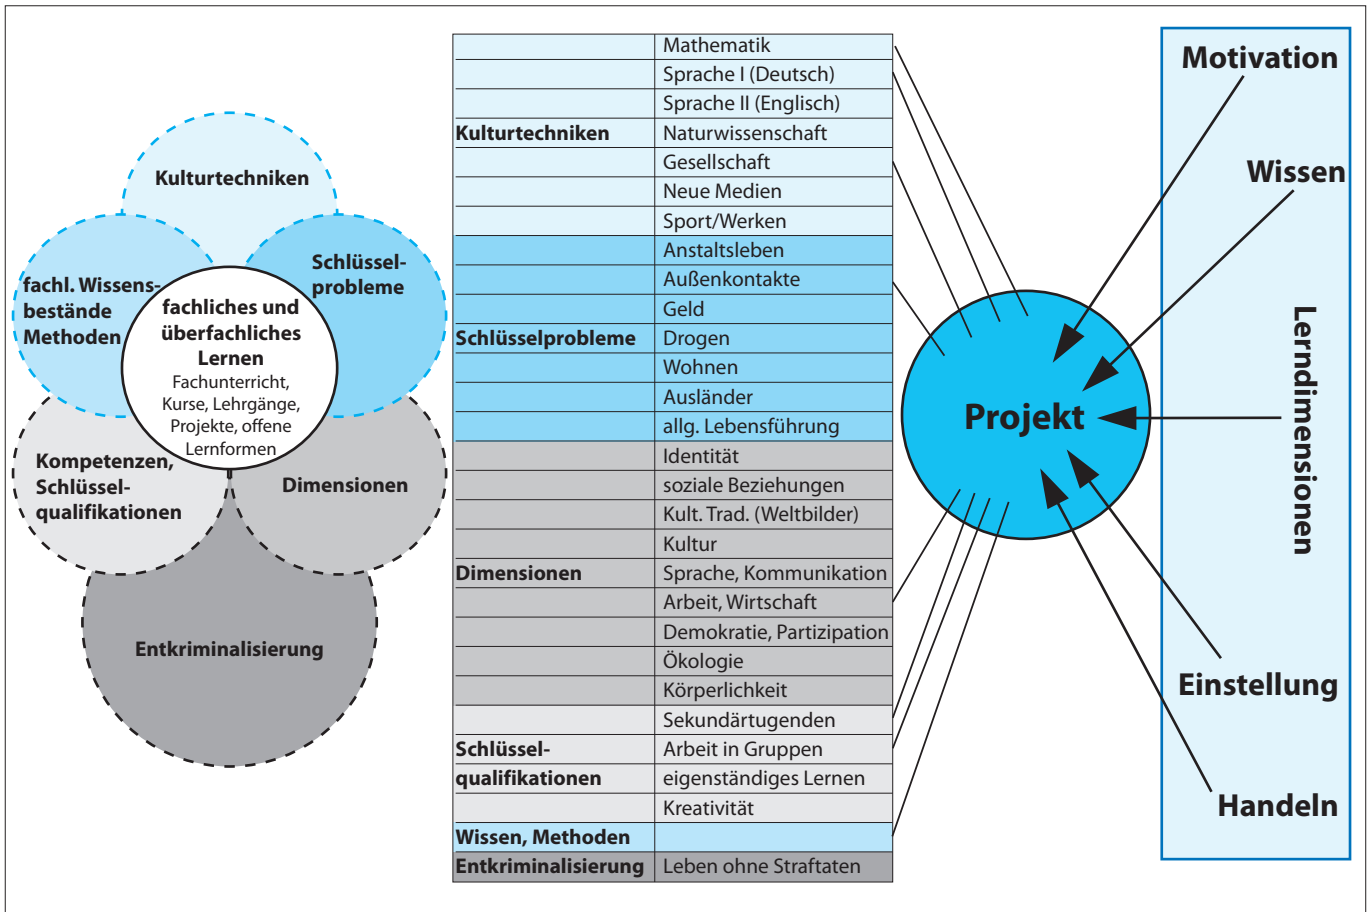 Kulturtechniken
fachl. Wissens-
bestände
Methoden
Schlüssel-
probleme
fachliches und
überfachliches
Lernen
Fachunterricht,
Kurse, Lehrgänge,
Projekte, offene
Lernformen
Kompetenzen,
Schlüssel-
qualifikationen
Dimensionen
Entkriminalisierung
Mathematik
Sprache I (Deutsch)
Sprache II (Englisch)
Kulturtechniken Naturwissenschaft
Gesellschaft
Neue Medien
Sport/Werken
Anstaltsleben
Außenkontakte
Geld
Schlüsselprobleme Drogen
Wohnen
Ausländer
allg. Lebensführung
Identität
soziale Beziehungen
Kult. Trad. (Weltbilder)
Kultur
Dimensionen Sprache, Kommunikation
Arbeit, Wirtschaft
Demokratie, Partizipation
Ökologie
Körperlichkeit
Sekundärtugenden
Schlüssel- Arbeit in Gruppen
qualifikationen eigenständiges Lernen
Kreativität
Wissen, Methoden
Entkriminalisierung Leben ohne Straftaten
Projekt
Motivation
Wissen
Lerndimensionen
Einstellung
Handeln